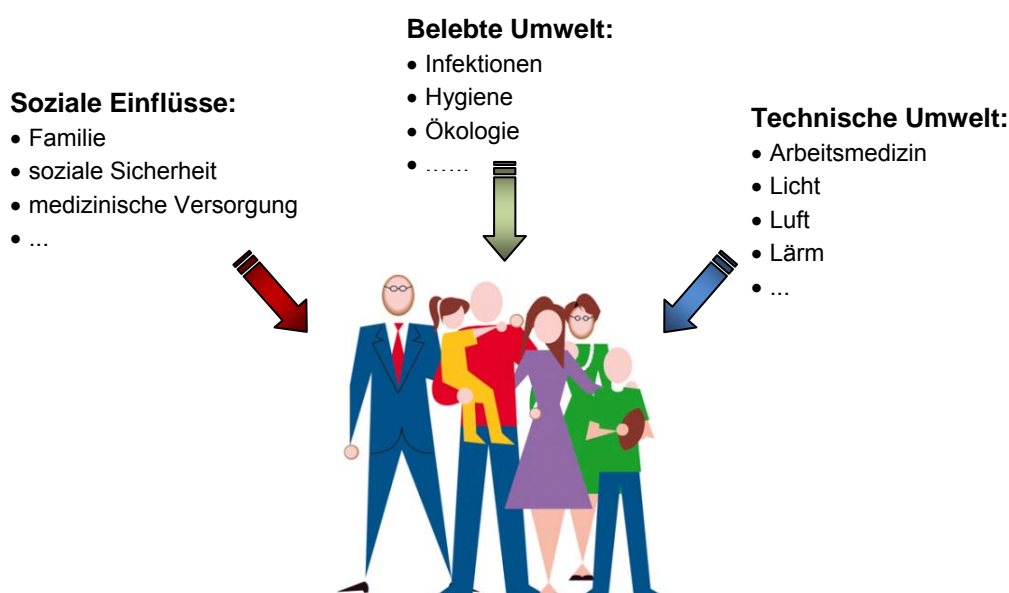 Soziale Einflüsse:
• Familie
• soziale Sicherheit
• medizinische Versorgung
• ...
Belebte Umwelt:
• Infektionen
• Hygiene
• Ökologie
• ......
Technische Umwelt:
• Arbeitsmedizin
• Licht
• Luft
• Lärm
• ...